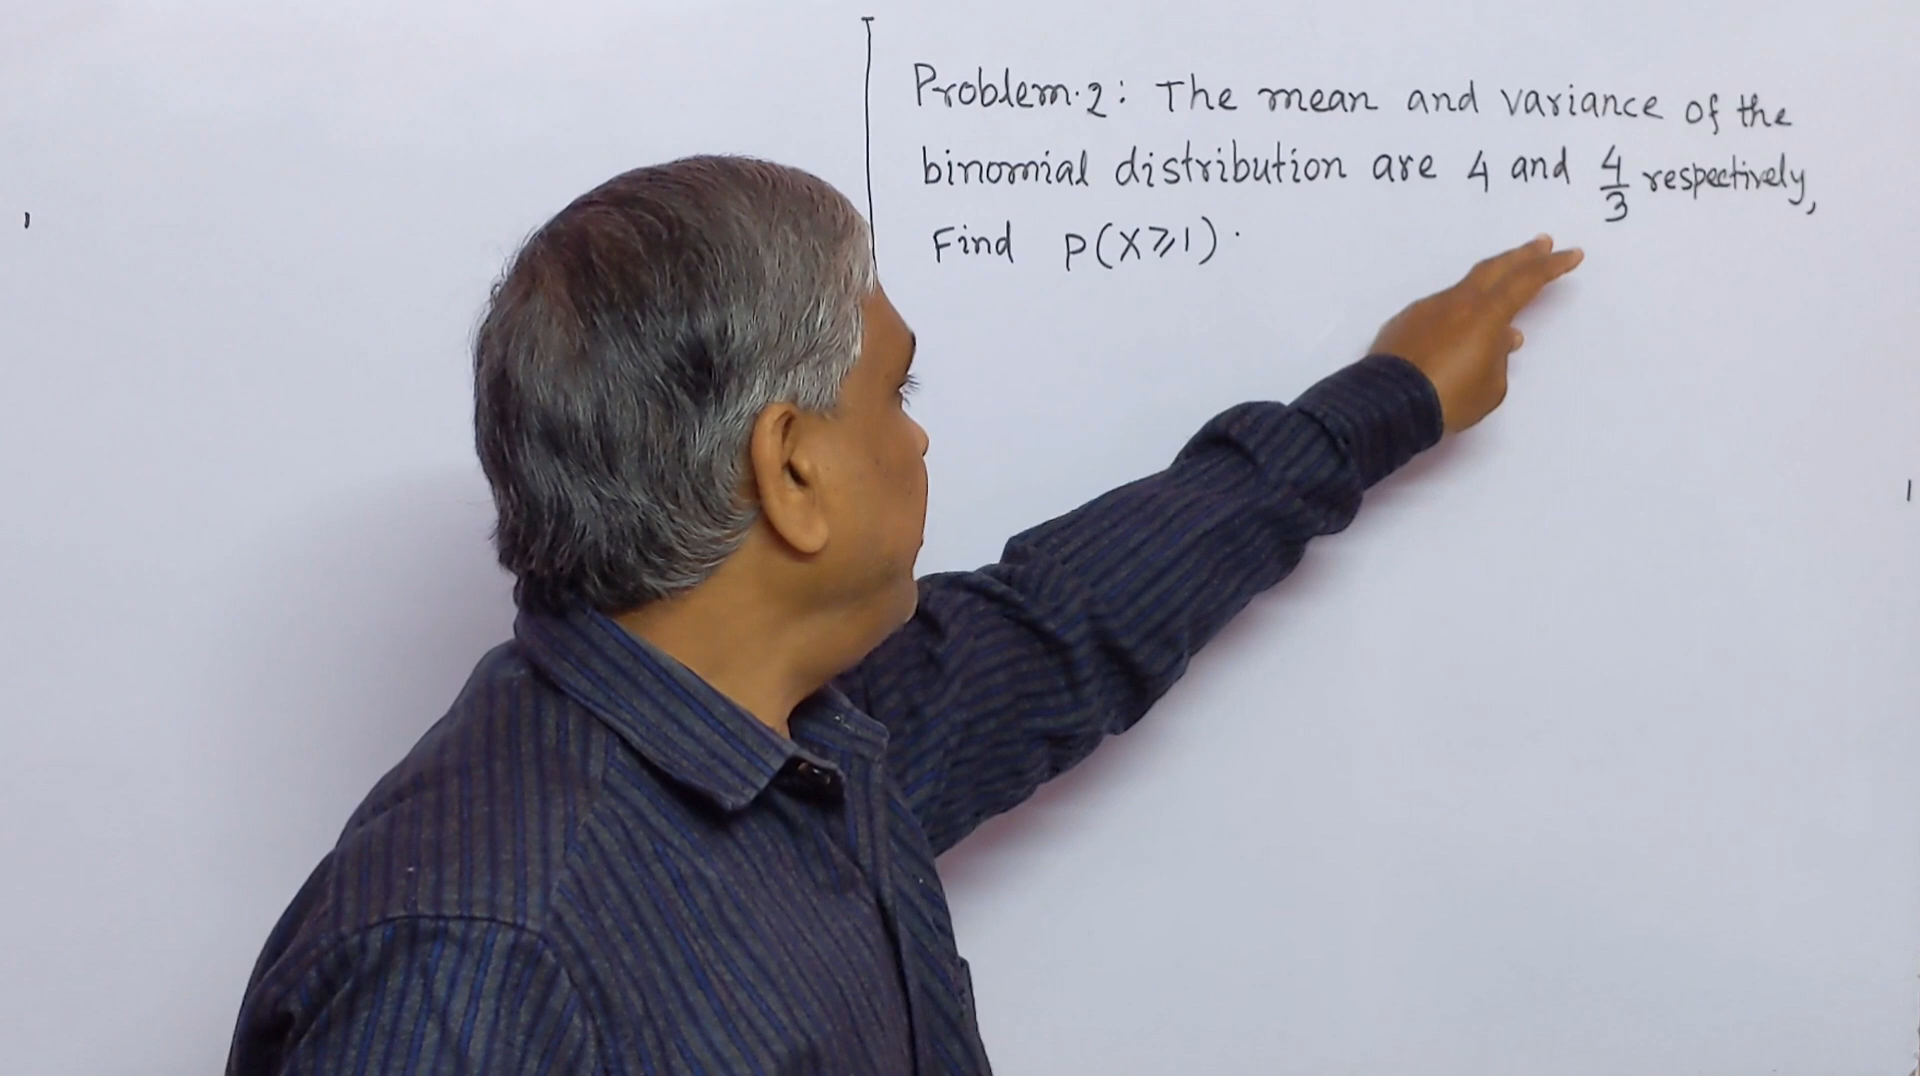 Problem.2: The mean and variance of the
binomial distribution are 4 and 4/3 respectively,
Find P(X⩾1).